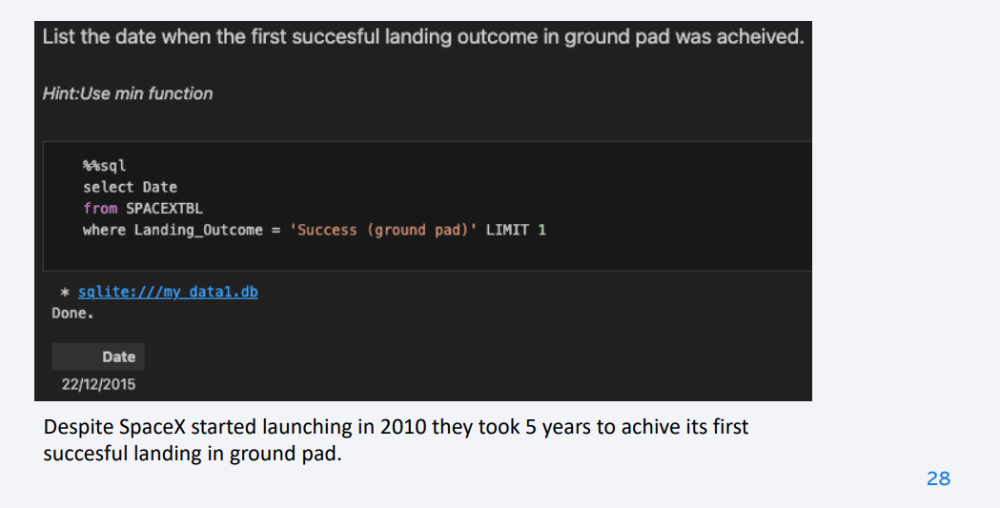 List the date when the first succesful landing outcome in ground pad was acheived.
Hint:Use min function
%%sql
select Date
from SPACEXTBL
where Landing_Outcome = 'Success (ground pad)' LIMIT 1
* sqlite:///my_data1.db
Done.
Date
22/12/2015
Despite SpaceX started launching in 2010 they took 5 years to achive its first
succesful landing in ground pad.
28